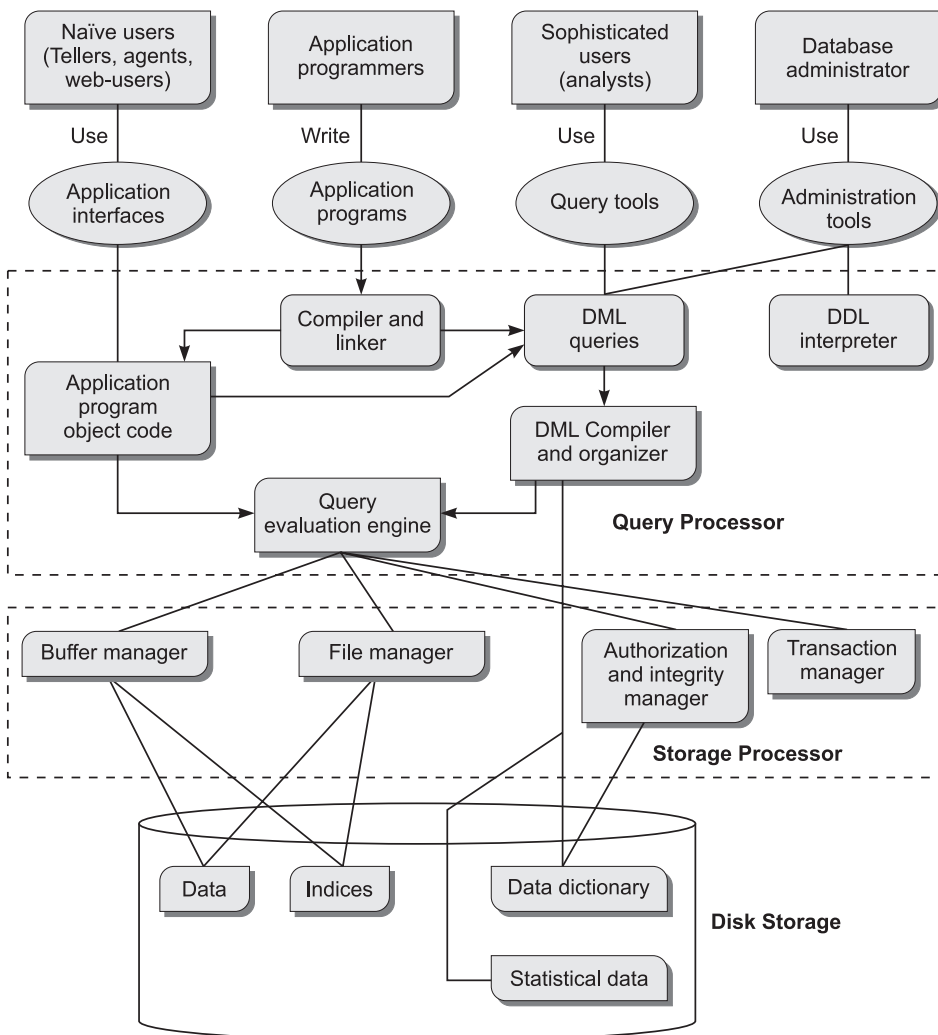 Naïve users
(Tellers, agents,
web-users)
Application
programmers
Sophisticated
users
(analysts)
Database
administrator
Use
Write
Use
Use
Application
interfaces
Application
programs
Query tools
Administration
tools
Compiler and
linker
DML
queries
DDL
interpreter
Application
program
object code
DML Compiler
and organizer
Query
evaluation engine
Query Processor
Buffer manager
File manager
Authorization
and integrity
manager
Transaction
manager
Storage Processor
Data
Indices
Data dictionary
Disk Storage
Statistical data